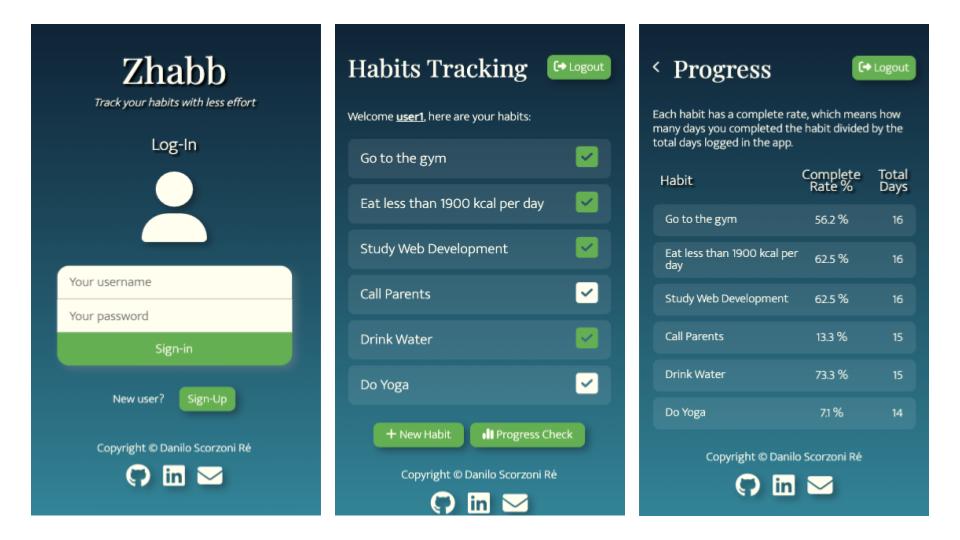 Zhabb
Track your habits with less effort
Log-In
Your username
Your password
Sign-in
New user? Sign-Up
Copyright © Danilo Scorzoni Ré
Habits Tracking Logout
Welcome user1, here are your habits:
Go to the gym
Eat less than 1900 kcal per day
Study Web Development
Call Parents
Drink Water
Do Yoga
+ New Habit Progress Check
Copyright © Danilo Scorzoni Ré
< Progress Logout
Each habit has a complete rate, which means how
many days you completed the habit divided by the
total days logged in the app.
Habit Complete Rate % Total Days
Go to the gym 56.2 % 16
Eat less than 1900 kcal per
day 62.5 % 16
Study Web Development 62.5 % 16
Call Parents 13.3 % 15
Drink Water 73.3 % 15
Do Yoga 7.1 % 14
Copyright © Danilo Scorzoni Ré